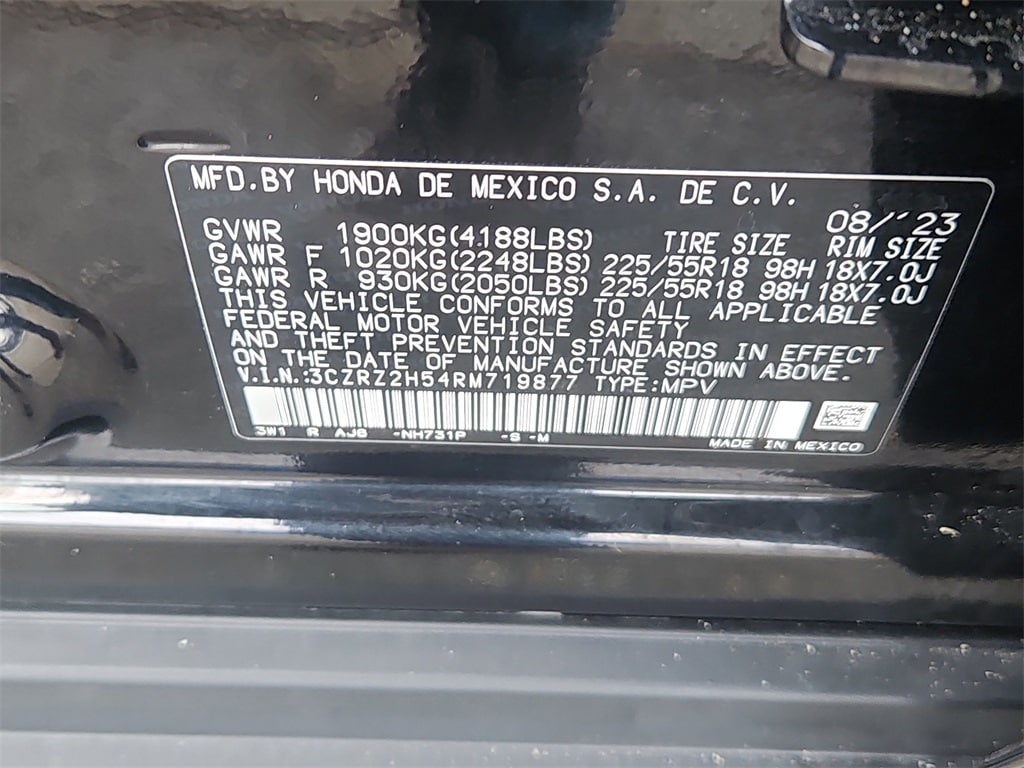 MFD.BY HONDA DE MEXICO S.A. DE C.V.
08/'23
GVWR 1900KG(4188LBS) TIRE SIZE RIM SIZE
GAWR F 1020KG(2248LBS) 225/55R18 98H 18X7.0J
GAWR R 930KG(2050LBS) 225/55R18 98H 18X7.0J
THIS VEHICLE CONFORMS TO ALL APPLICABLE
FEDERAL MOTOR VEHICLE SAFETY
AND THEFT PREVENTION STANDARDS IN EFFECT
ON THE DATE OF MANUFACTURE SHOWN ABOVE.
V.I.N.:3CZRZ2H54RM719877 TYPE:MPV
3W1 R AJG -NH731P -S -M
MADE IN MEXICO